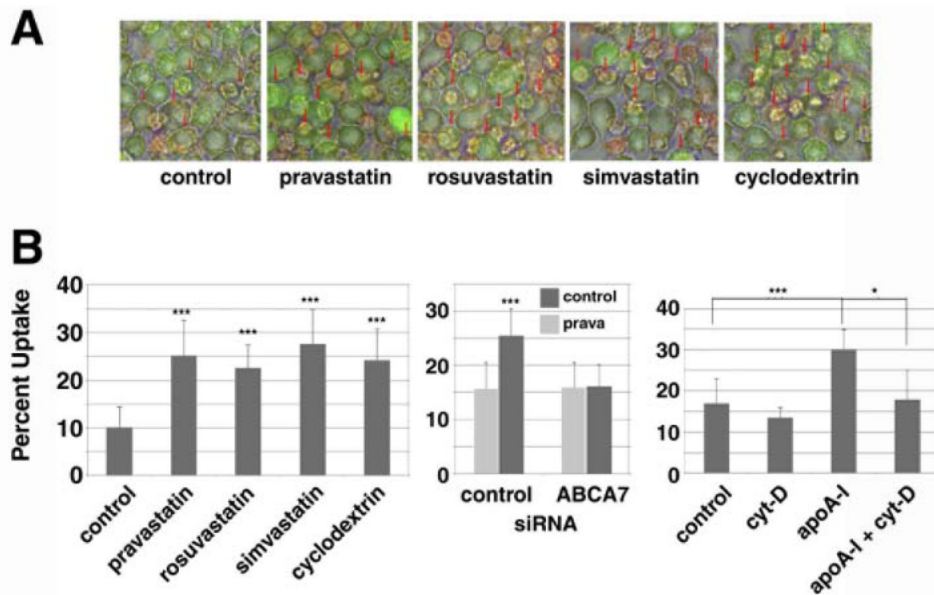 A
control pravastatin rosuvastatin simvastatin cyclodextrin
B
Percent Uptake
40
30
20
10
0
***
***
***
***
control
pravastatin
rosuvastatin
simvastatin
cyclodextrin
30
20
10
0
***
control
prava
control ABCA7
siRNA
40
30
20
10
0
***
*
control
cyt-D
apoA-I
apoA-I + cyt-D